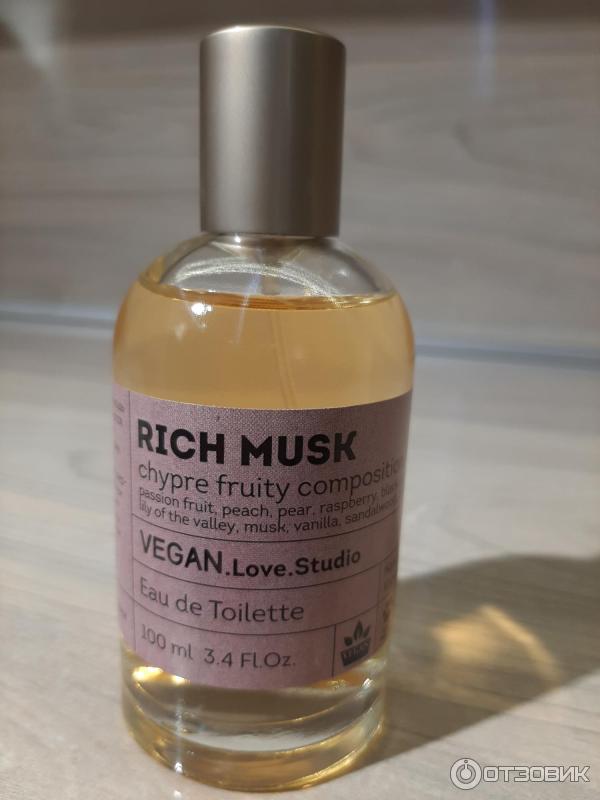 RICH MUSK
chypre fruity composition
passion fruit, peach, pear, raspberry,
lily of the valley, musk, vanilla, sandalwood
VEGAN.Love.Studio
Eau de Toilette
100 ml 3.4 Fl.Oz.
VEGAN
ОТЗОВИК